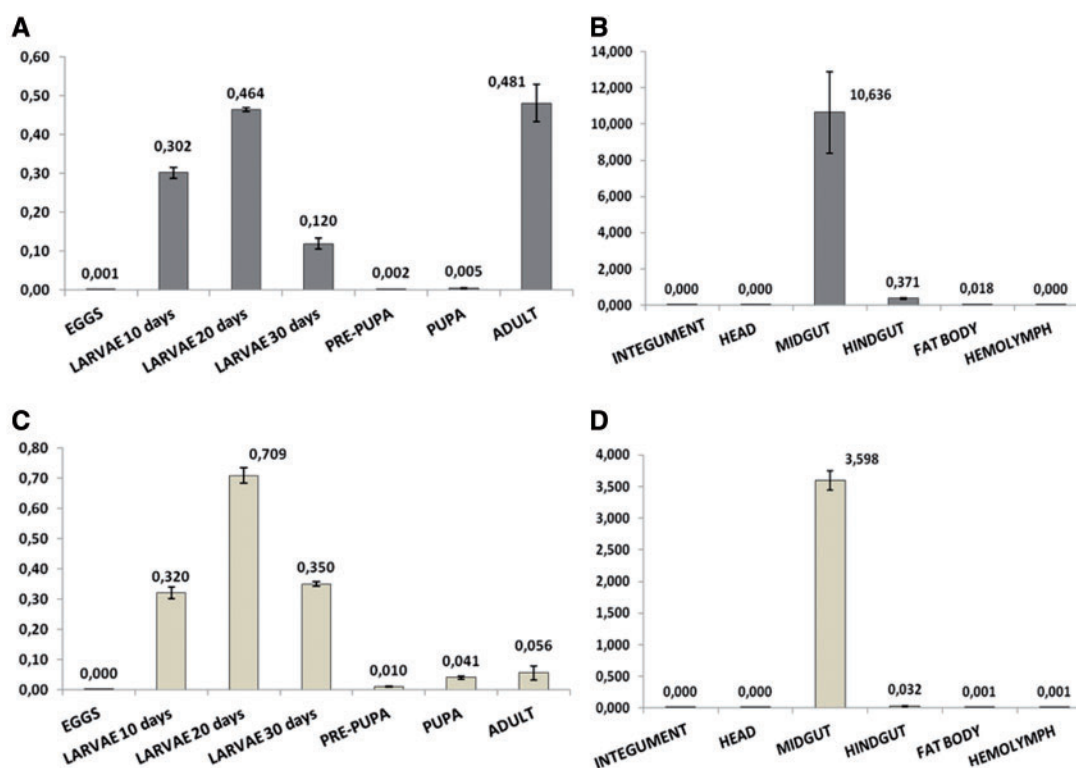 A
0,60
0,50
0,40
0,30
0,20
0,10
0,00
0,001
0,302
0,464
0,120
0,002
0,005
0,481
EGGS
LARVAE 10 days
LARVAE 20 days
LARVAE 30 days
PRE-PUPA
PUPA
ADULT
B
14,000
12,000
10,000
8,000
6,000
4,000
2,000
0,000
0,000
0,000
10,636
0,371
0,018
0,000
INTEGUMENT
HEAD
MIDGUT
HINDGUT
FAT BODY
HEMOLYMPH
C
0,80
0,70
0,60
0,50
0,40
0,30
0,20
0,10
0,00
0,000
0,320
0,709
0,350
0,010
0,041
0,056
EGGS
LARVAE 10 days
LARVAE 20 days
LARVAE 30 days
PRE-PUPA
PUPA
ADULT
D
4,000
3,500
3,000
2,500
2,000
1,500
1,000
0,500
0,000
0,000
0,000
3,598
0,032
0,001
0,001
INTEGUMENT
HEAD
MIDGUT
HINDGUT
FAT BODY
HEMOLYMPH